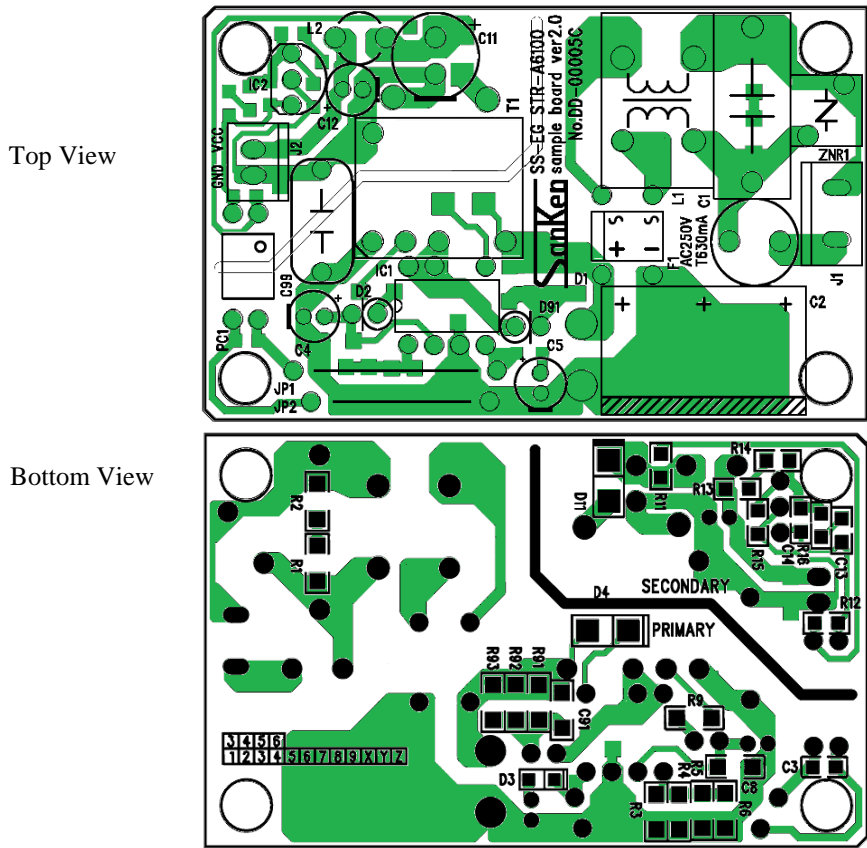 Top View
L2
C11
IC2
C12
VCC
GND
J2
T1
SS-EG STR-A6100
sample board ver2.0
No.DD-00005C
SanKen
ZNR1
L1
C1
F1
AC250V
T630mA
J1
S S
+ −
PC1
C99
IC1
D2
C4
D1
D91
C5
C2
+ + +
JP1
JP2
Bottom View
R2
R1
D11
R11
R13
R14
R15
C14
R16
C13
R12
SECONDARY
PRIMARY
D4
R93
R92
R91
C91
R9
3 4 5 6
1 2 3 4 5 6 7 8 9 X Y Z
D3
R3
R4
R5
C8
R6
C3